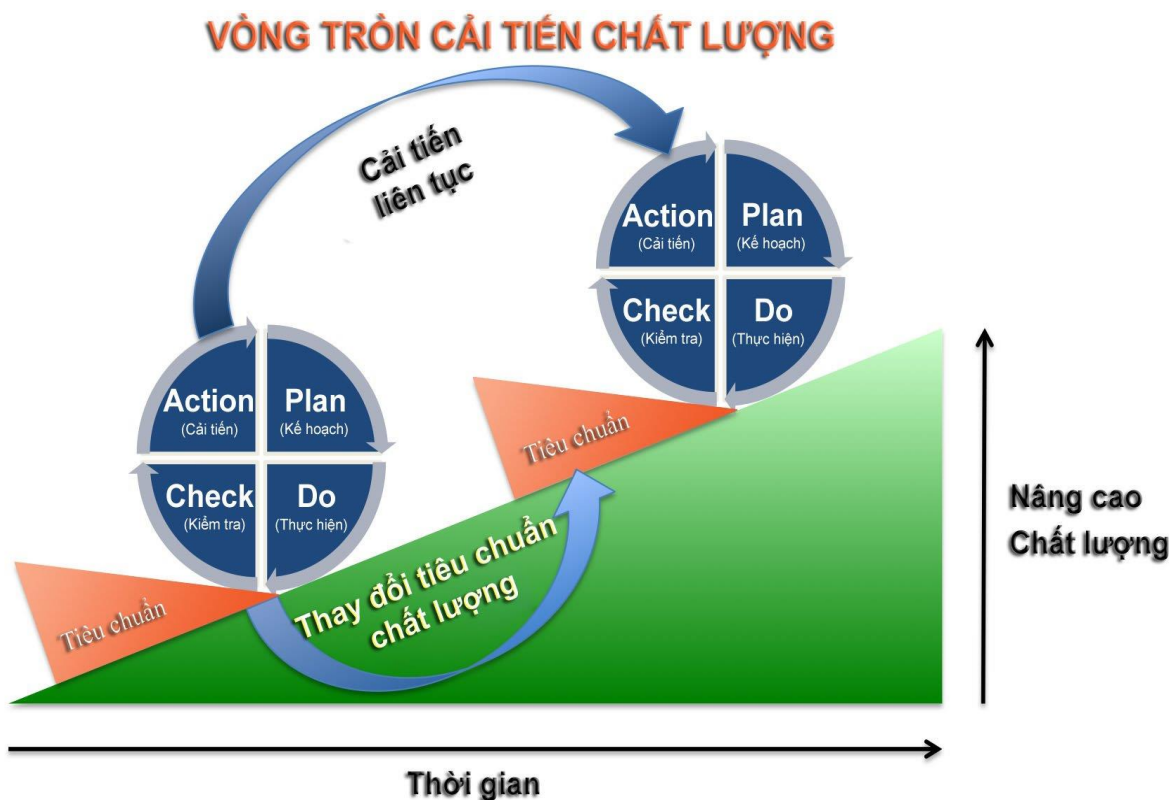 VÒNG TRÒN CẢI TIẾN CHẤT LƯỢNG
Cải tiến
liên tục
Action
(Cải tiến)
Plan
(Kế hoạch)
Check
(Kiểm tra)
Do
(Thực hiện)
Action
(Cải tiến)
Plan
(Kế hoạch)
Check
(Kiểm tra)
Do
(Thực hiện)
Tiêu chuẩn
Tiêu chuẩn
Thay đổi tiêu chuẩn
chất lượng
Nâng cao
Chất lượng
Thời gian